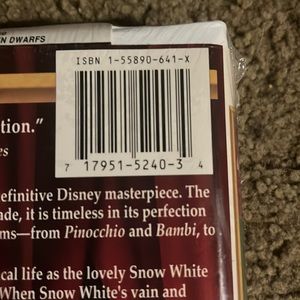 EN DWARFS
ISBN 1-55890-641-X
tion."
es
7 17951-5240-3 4
efinitive Disney masterpiece. The
ade, it is timeless in its perfection
ms—from Pinocchio and Bambi, to
cal life as the lovely Snow White
When Snow White's vain and